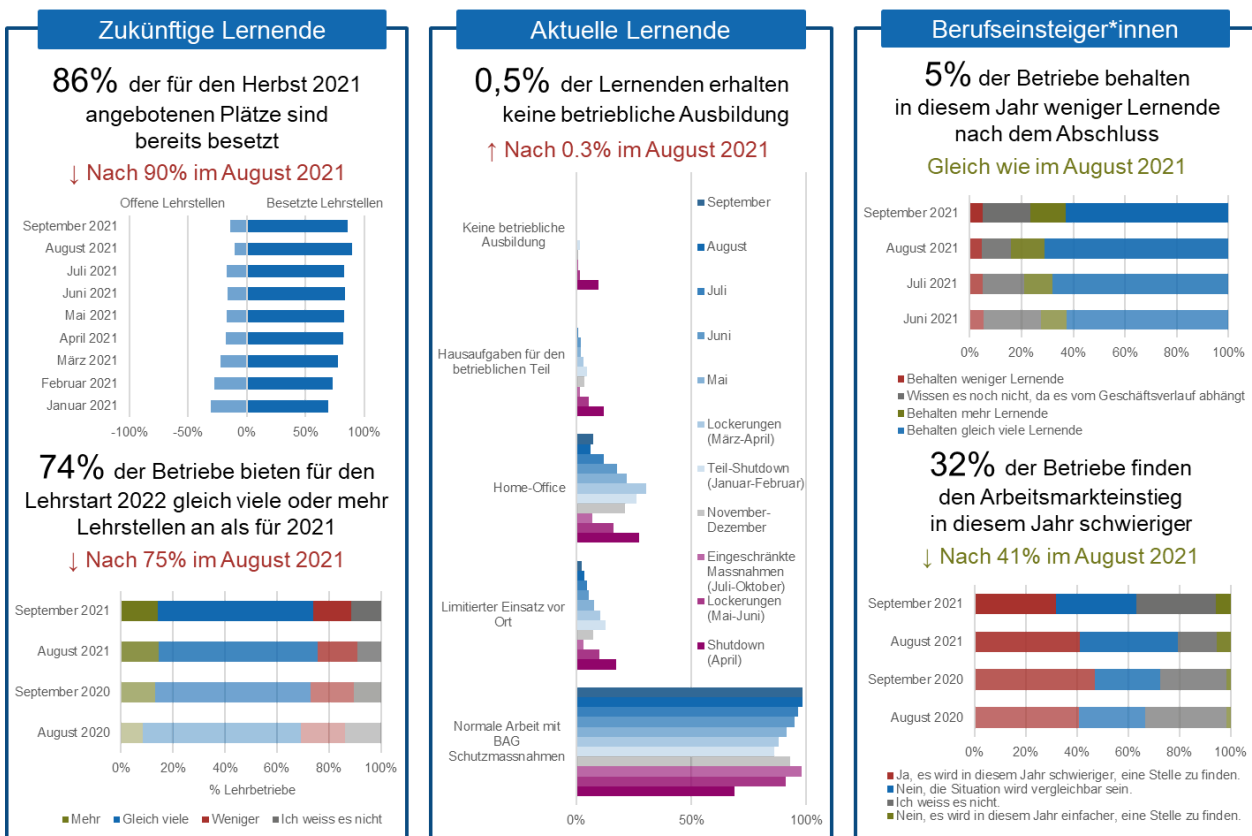 Zukünftige Lernende
86% der für den Herbst 2021
angebotenen Plätze sind
bereits besetzt
↓ Nach 90% im August 2021
Offene Lehrstellen Besetzte Lehrstellen
September 2021
August 2021
Juli 2021
Juni 2021
Mai 2021
April 2021
März 2021
Februar 2021
Januar 2021
-100% -50% 0% 50% 100%
74% der Betriebe bieten für den
Lehrstart 2022 gleich viele oder mehr
Lehrstellen an als für 2021
↓ Nach 75% im August 2021
September 2021
August 2021
September 2020
August 2020
0% 20% 40% 60% 80% 100%
% Lehrbetriebe
Mehr Gleich viele Weniger Ich weiss es nicht
Aktuelle Lernende
0,5% der Lernenden erhalten
keine betriebliche Ausbildung
↑ Nach 0.3% im August 2021
Keine betriebliche
Ausbildung
Hausaufgaben für den
betrieblichen Teil
Home-Office
Limitierter Einsatz vor
Ort
Normale Arbeit mit
BAG
Schutzmassnahmen
0% 50% 100%
September
August
Juli
Juni
Mai
Lockerungen
(März-April)
Teil-Shutdown
(Januar-Februar)
November-
Dezember
Eingeschränkte
Massnahmen
(Juli-Oktober)
Lockerungen
(Mai-Juni)
Shutdown
(April)
Berufseinsteiger*innen
5% der Betriebe behalten
in diesem Jahr weniger Lernende
nach dem Abschluss
Gleich wie im August 2021
September 2021
August 2021
Juli 2021
Juni 2021
0% 20% 40% 60% 80% 100%
Behalten weniger Lernende
Wissen es noch nicht, da es vom Geschäftsverlauf abhängt
Behalten mehr Lernende
Behalten gleich viele Lernende
32% der Betriebe finden
den Arbeitsmarkteinstieg
in diesem Jahr schwieriger
↓ Nach 41% im August 2021
September 2021
August 2021
September 2020
August 2020
0% 20% 40% 60% 80% 100%
Ja, es wird in diesem Jahr schwieriger, eine Stelle zu finden.
Nein, die Situation wird vergleichbar sein.
Ich weiss es nicht.
Nein, es wird in diesem Jahr einfacher, eine Stelle zu finden.